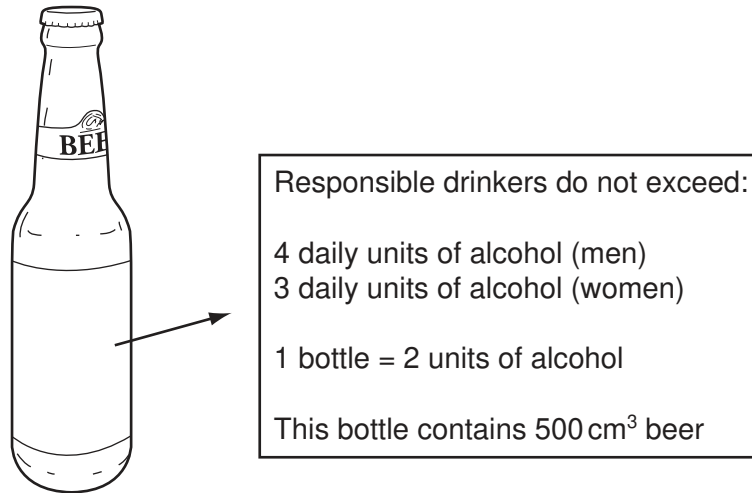 BEE
Responsible drinkers do not exceed:
4 daily units of alcohol (men)
3 daily units of alcohol (women)
1 bottle = 2 units of alcohol
This bottle contains 500 cm³ beer